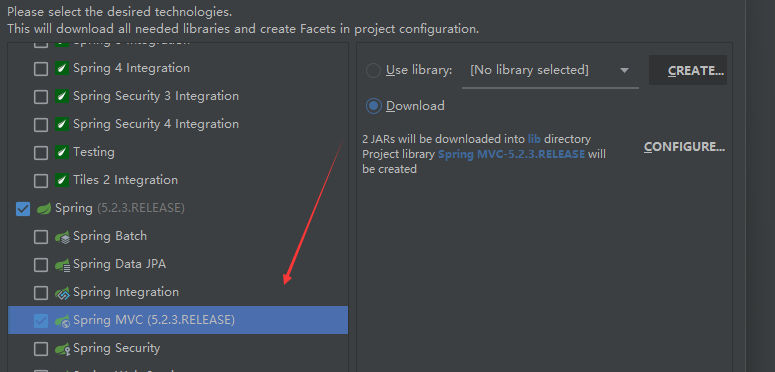 Please select the desired technologies.
This will download all needed libraries and create Facets in project configuration.
Spring 4 Integration
Spring Security 3 Integration
Spring Security 4 Integration
Testing
Tiles 2 Integration
Spring (5.2.3.RELEASE)
Spring Batch
Spring Data JPA
Spring Integration
Spring MVC (5.2.3.RELEASE)
Spring Security
Use library: [No library selected] CREATE...
Download
2 JARs will be downloaded into lib directory
Project library Spring MVC-5.2.3.RELEASE will
be created
CONFIGURE...